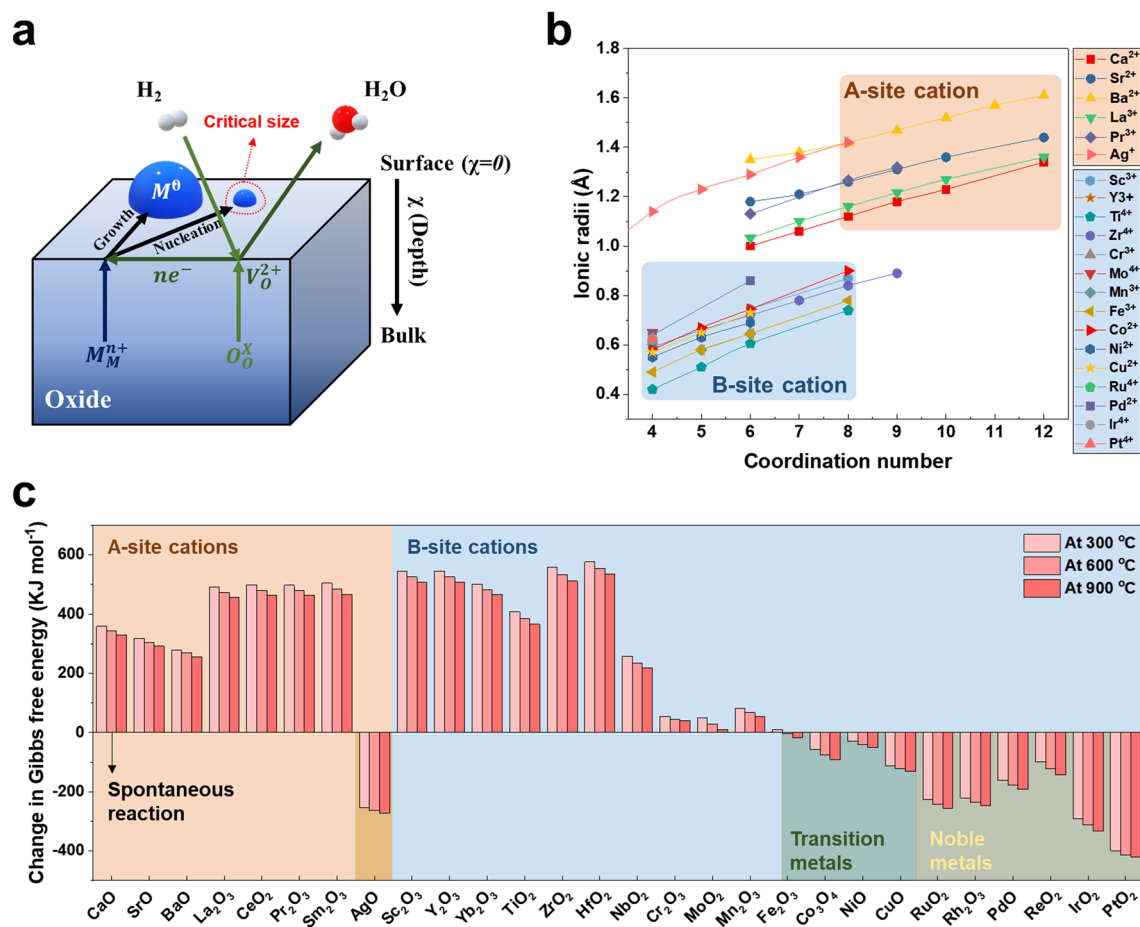 a
H2
H2O
Critical size
M0
Surface (χ=0)
Growth
Nucleation
χ (Depth)
ne−
VO2+
Bulk
MMn+
OOX
Oxide
b
Ionic radii (Å)
1.8
1.6
1.4
1.2
1.0
0.8
0.6
0.4
A-site cation
B-site cation
4 5 6 7 8 9 10 11 12
Coordination number
Ca2+
Sr2+
Ba2+
La3+
Pr3+
Ag+
Sc3+
Y3+
Ti4+
Zr4+
Cr3+
Mo4+
Mn3+
Fe3+
Co2+
Ni2+
Cu2+
Ru4+
Pd2+
Ir4+
Pt4+
c
Change in Gibbs free energy (KJ mol-1)
600
400
200
0
-200
-400
A-site cations
B-site cations
At 300 oC
At 600 oC
At 900 oC
Spontaneous
reaction
Transition
metals
Noble
metals
CaO SrO BaO La2O3 CeO2 Pr2O3 Sm2O3 AgO Sc2O3 Y2O3 Yb2O3 TiO2 ZrO2 HfO2 NbO2 Cr2O3 MoO2 Mn2O3 Fe2O3 Co3O4 NiO CuO RuO2 Rh2O3 PdO ReO2 IrO2 PtO2